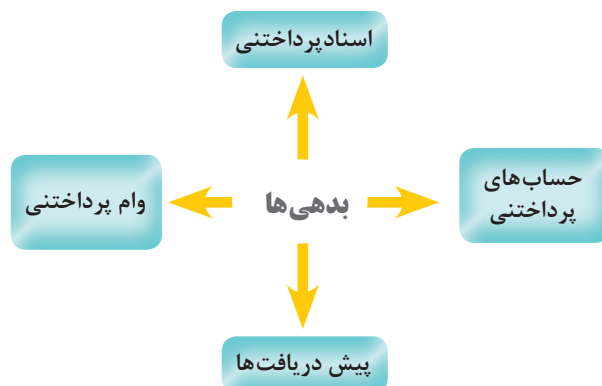 اسناد پرداختنی
حساب‌های
پرداختنی
بدهی‌ها
وام پرداختنی
پیش دریافت‌ها